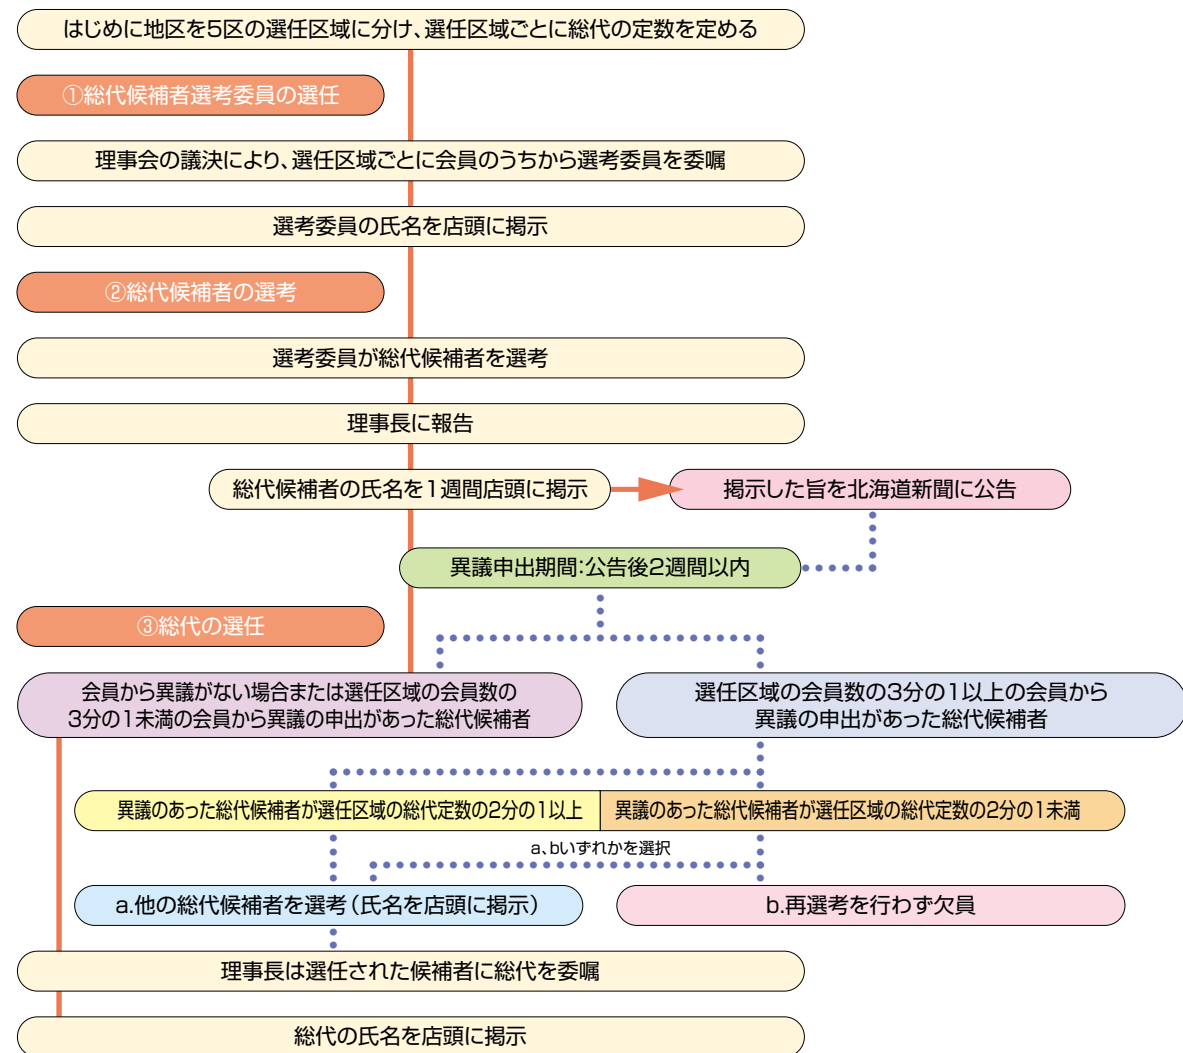 はじめに地区を5区の選任区域に分け、選任区域ごとに総代の定数を定める
①総代候補者選考委員の選任
理事会の議決により、選任区域ごとに会員のうちから選考委員を委嘱
選考委員の氏名を店頭に掲示
②総代候補者の選考
選考委員が総代候補者を選考
理事長に報告
総代候補者の氏名を1週間店頭に掲示
掲示した旨を北海道新聞に公告
異議申出期間:公告後2週間以内
③総代の選任
会員から異議がない場合または選任区域の会員数の
3分の1未満の会員から異議の申出があった総代候補者
選任区域の会員数の3分の1以上の会員から
異議の申出があった総代候補者
異議のあった総代候補者が選任区域の総代定数の2分の1以上
異議のあった総代候補者が選任区域の総代定数の2分の1未満
a、bいずれかを選択
a.他の総代候補者を選考(氏名を店頭に掲示)
b.再選考を行わず欠員
理事長は選任された候補者に総代を委嘱
総代の氏名を店頭に掲示